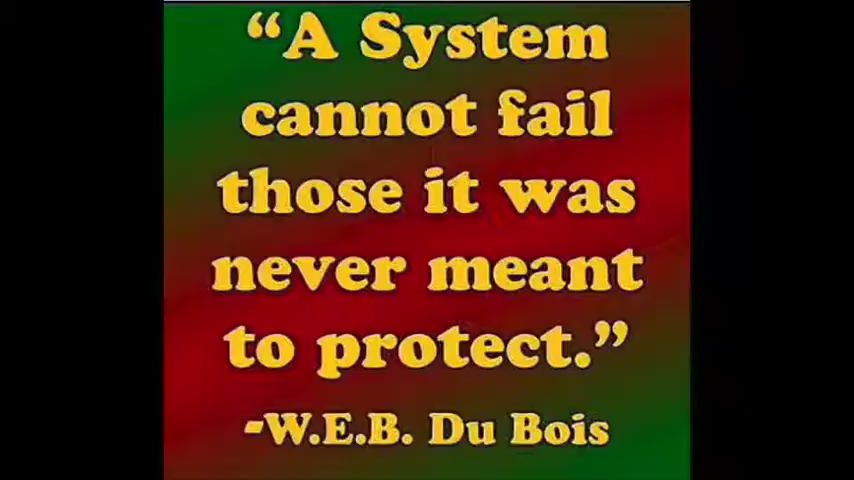 “A System
cannot fail
those it was
never meant
to protect.”
-W.E.B. Du Bois